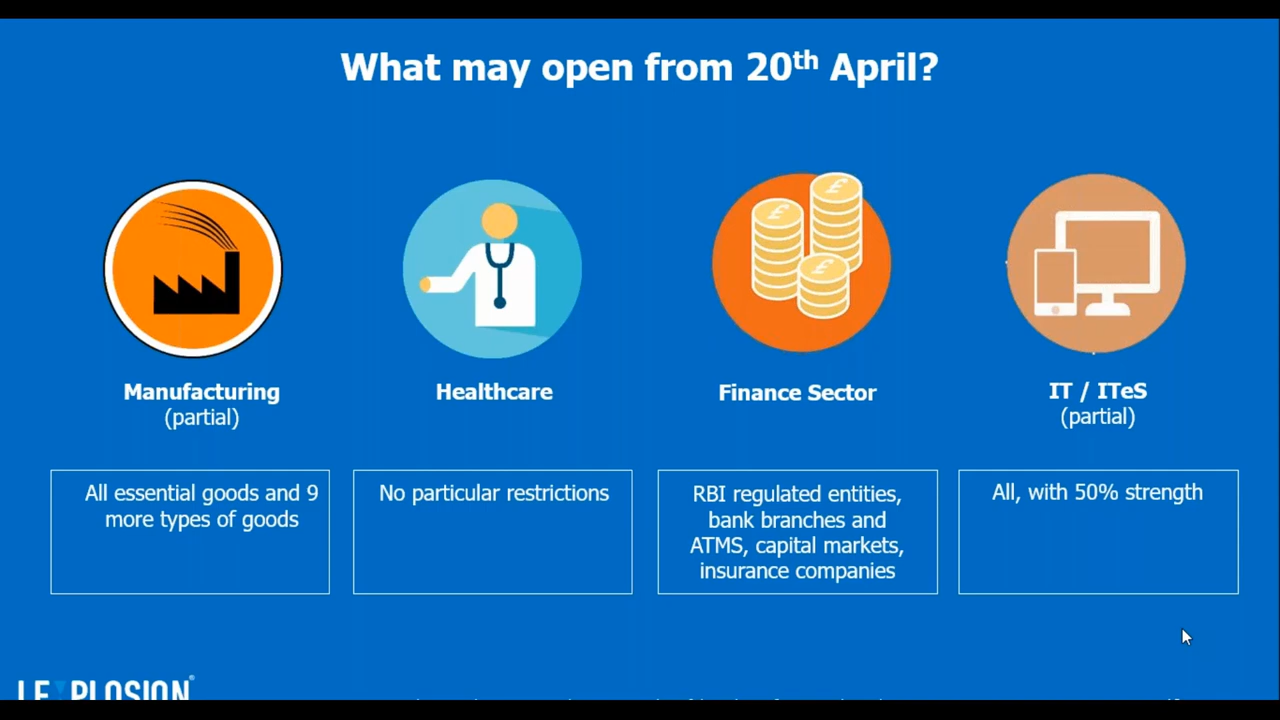 What may open from 20th April?
Manufacturing
(partial)
Healthcare
Finance Sector
IT / ITeS
(partial)
All essential goods and 9
more types of goods
No particular restrictions
RBI regulated entities,
bank branches and
ATMS, capital markets,
insurance companies
All, with 50% strength
LEXPLOSION®